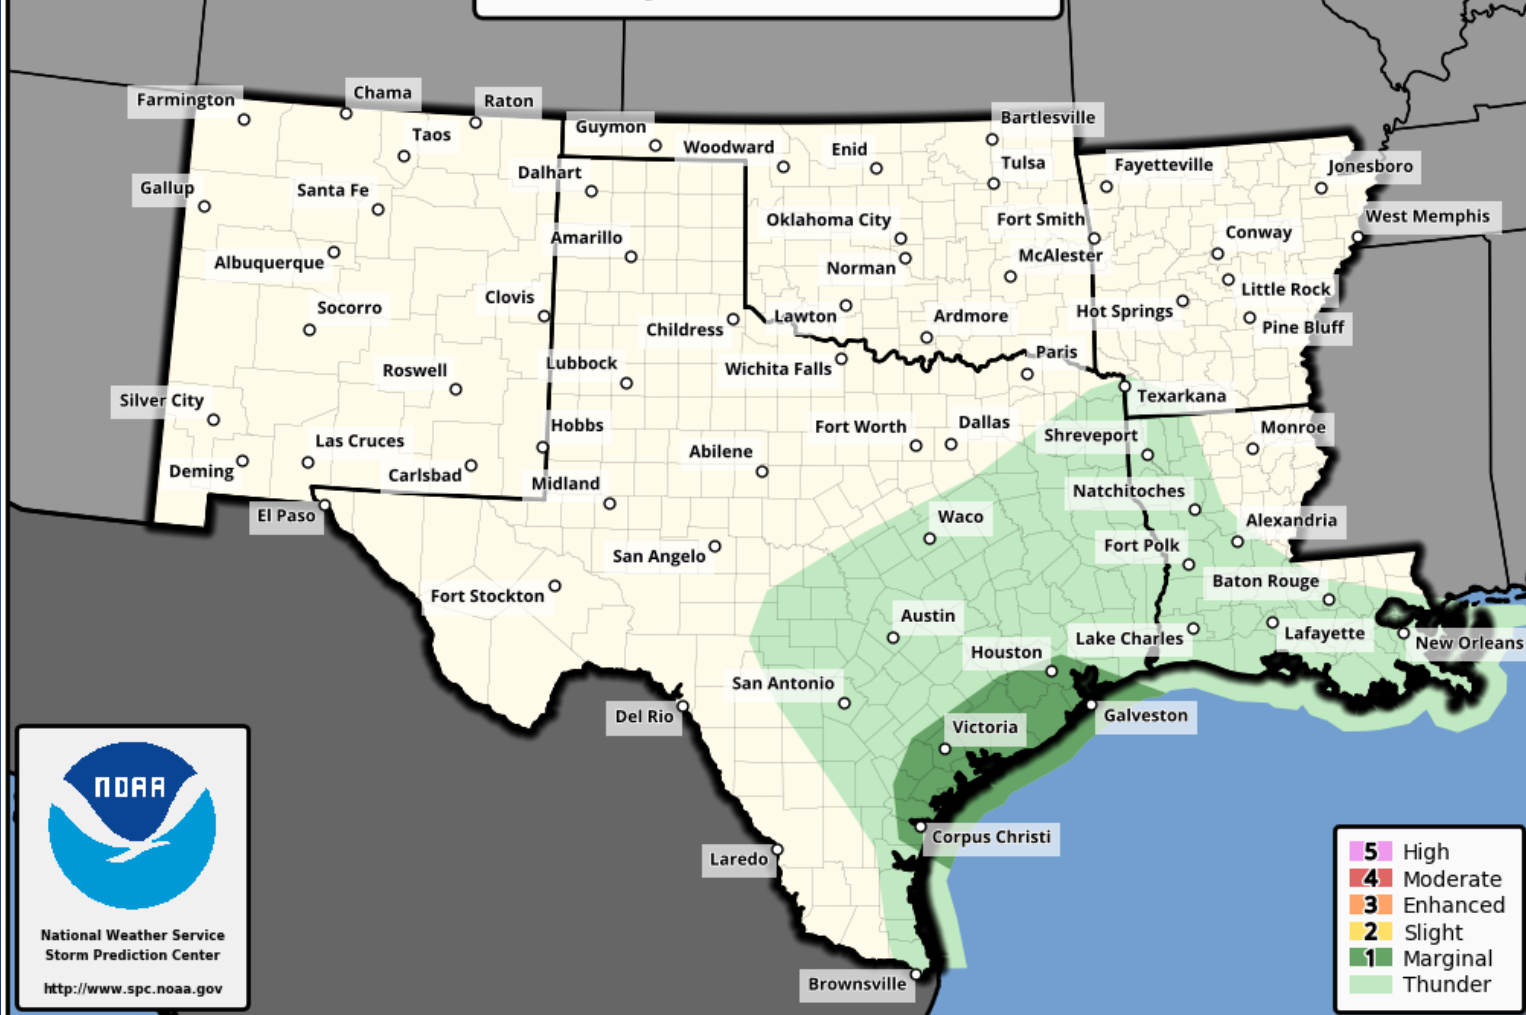 Farmington
Chama
Raton
Taos
Guymon
Woodward
Enid
Bartlesville
Tulsa
Fayetteville
Jonesboro
Gallup
Santa Fe
Dalhart
Oklahoma City
Fort Smith
West Memphis
Albuquerque
Amarillo
Norman
McAlester
Conway
Socorro
Clovis
Childress
Lawton
Ardmore
Hot Springs
Little Rock
Pine Bluff
Roswell
Lubbock
Wichita Falls
Paris
Silver City
Texarkana
Las Cruces
Hobbs
Fort Worth
Dallas
Shreveport
Monroe
Deming
Carlsbad
Midland
Abilene
El Paso
Natchitoches
Waco
Alexandria
San Angelo
Fort Polk
Fort Stockton
Baton Rouge
Austin
Lake Charles
Lafayette
New Orleans
Houston
San Antonio
Del Rio
Victoria
Galveston
Laredo
Corpus Christi
Brownsville
NOAA
National Weather Service
Storm Prediction Center
http://www.spc.noaa.gov
5 High
4 Moderate
3 Enhanced
2 Slight
1 Marginal
Thunder